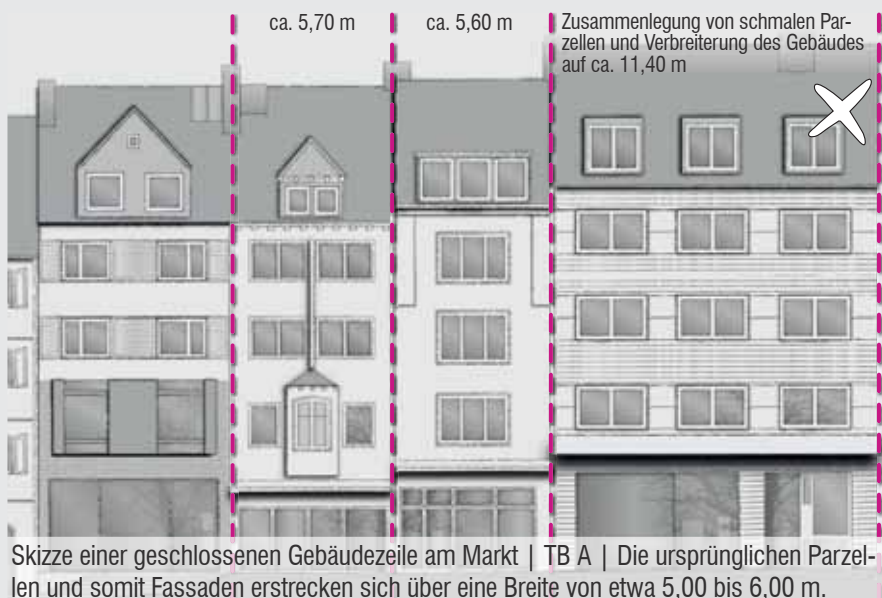 ca. 5,70 m
ca. 5,60 m
Zusammenlegung von schmalen Par-
zellen und Verbreiterung des Gebäudes
auf ca. 11,40 m
Skizze einer geschlossenen Gebäudezeile am Markt | TB A | Die ursprünglichen Parzel-
len und somit Fassaden erstrecken sich über eine Breite von etwa 5,00 bis 6,00 m.